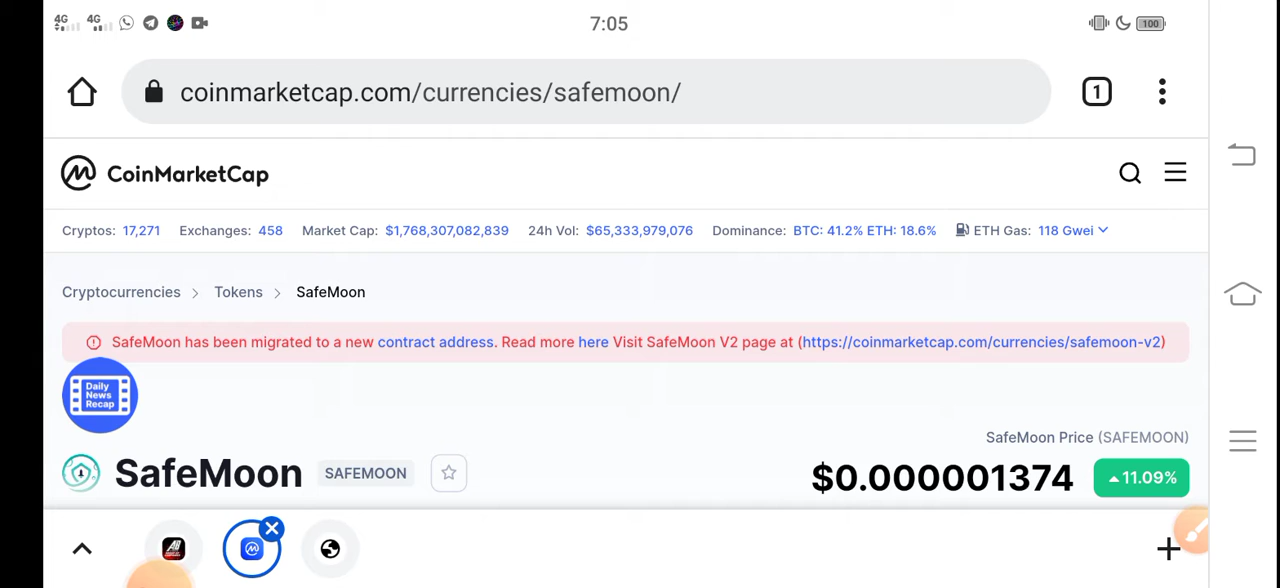 4G 4G 7:05 100
coinmarketcap.com/currencies/safemoon/ 1
CoinMarketCap
Cryptos: 17,271 Exchanges: 458 Market Cap: $1,768,307,082,839 24h Vol: $65,333,979,076 Dominance: BTC: 41.2% ETH: 18.6% ETH Gas: 118 Gwei
Cryptocurrencies > Tokens > SafeMoon
SafeMoon has been migrated to a new contract address. Read more here Visit SafeMoon V2 page at (https://coinmarketcap.com/currencies/safemoon-v2)
Daily
News
Recap
SafeMoon Price (SAFEMOON)
SafeMoon SAFEMOON $0.000001374 11.09%